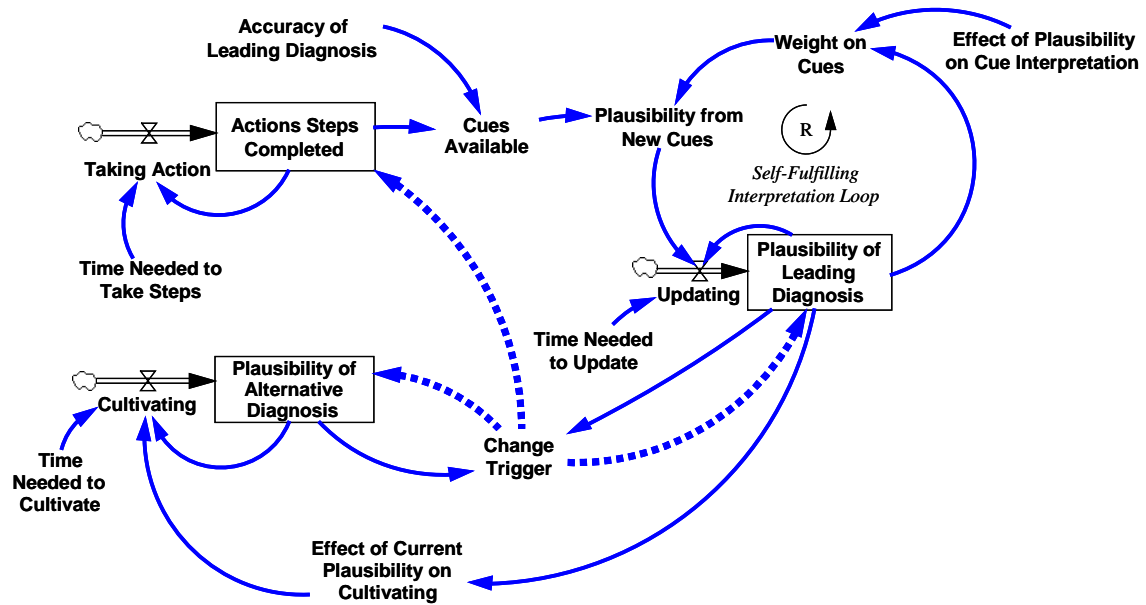 Accuracy of
Leading Diagnosis
Weight on
Cues
Effect of Plausibility
on Cue Interpretation
Actions Steps
Completed
Cues
Available
Plausibility from
New Cues
R
Taking Action
Self-Fulfilling
Interpretation Loop
Time Needed to
Take Steps
Plausibility of
Leading
Diagnosis
Updating
Time Needed
to Update
Plausibility of
Alternative
Diagnosis
Cultivating
Change
Trigger
Time
Needed to
Cultivate
Effect of Current
Plausibility on
Cultivating